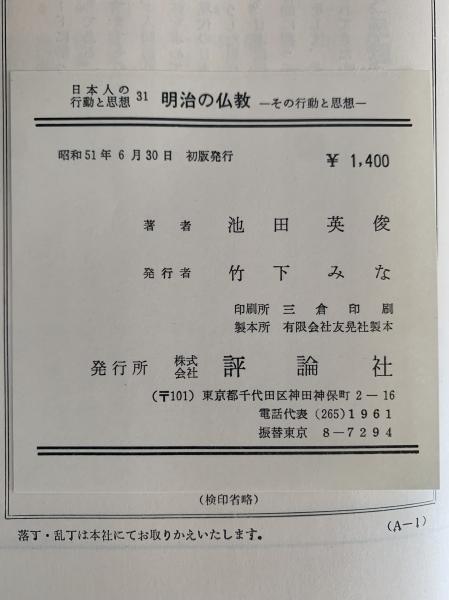 日本人の
行動と思想 31 明治の仏教 ―その行動と思想―
昭和51年6月30日 初版発行 ¥ 1,400
著者 池田英俊
発行者 竹下みな
印刷所 三倉印刷
製本所 有限会社友晃社製本
発行所 株式会社 評論社
(〒101) 東京都千代田区神田神保町2－16
電話代表 (265) 1961
振替東京 8－7294
(検印省略)
落丁・乱丁は本社にてお取りかえいたします。 (A－1)